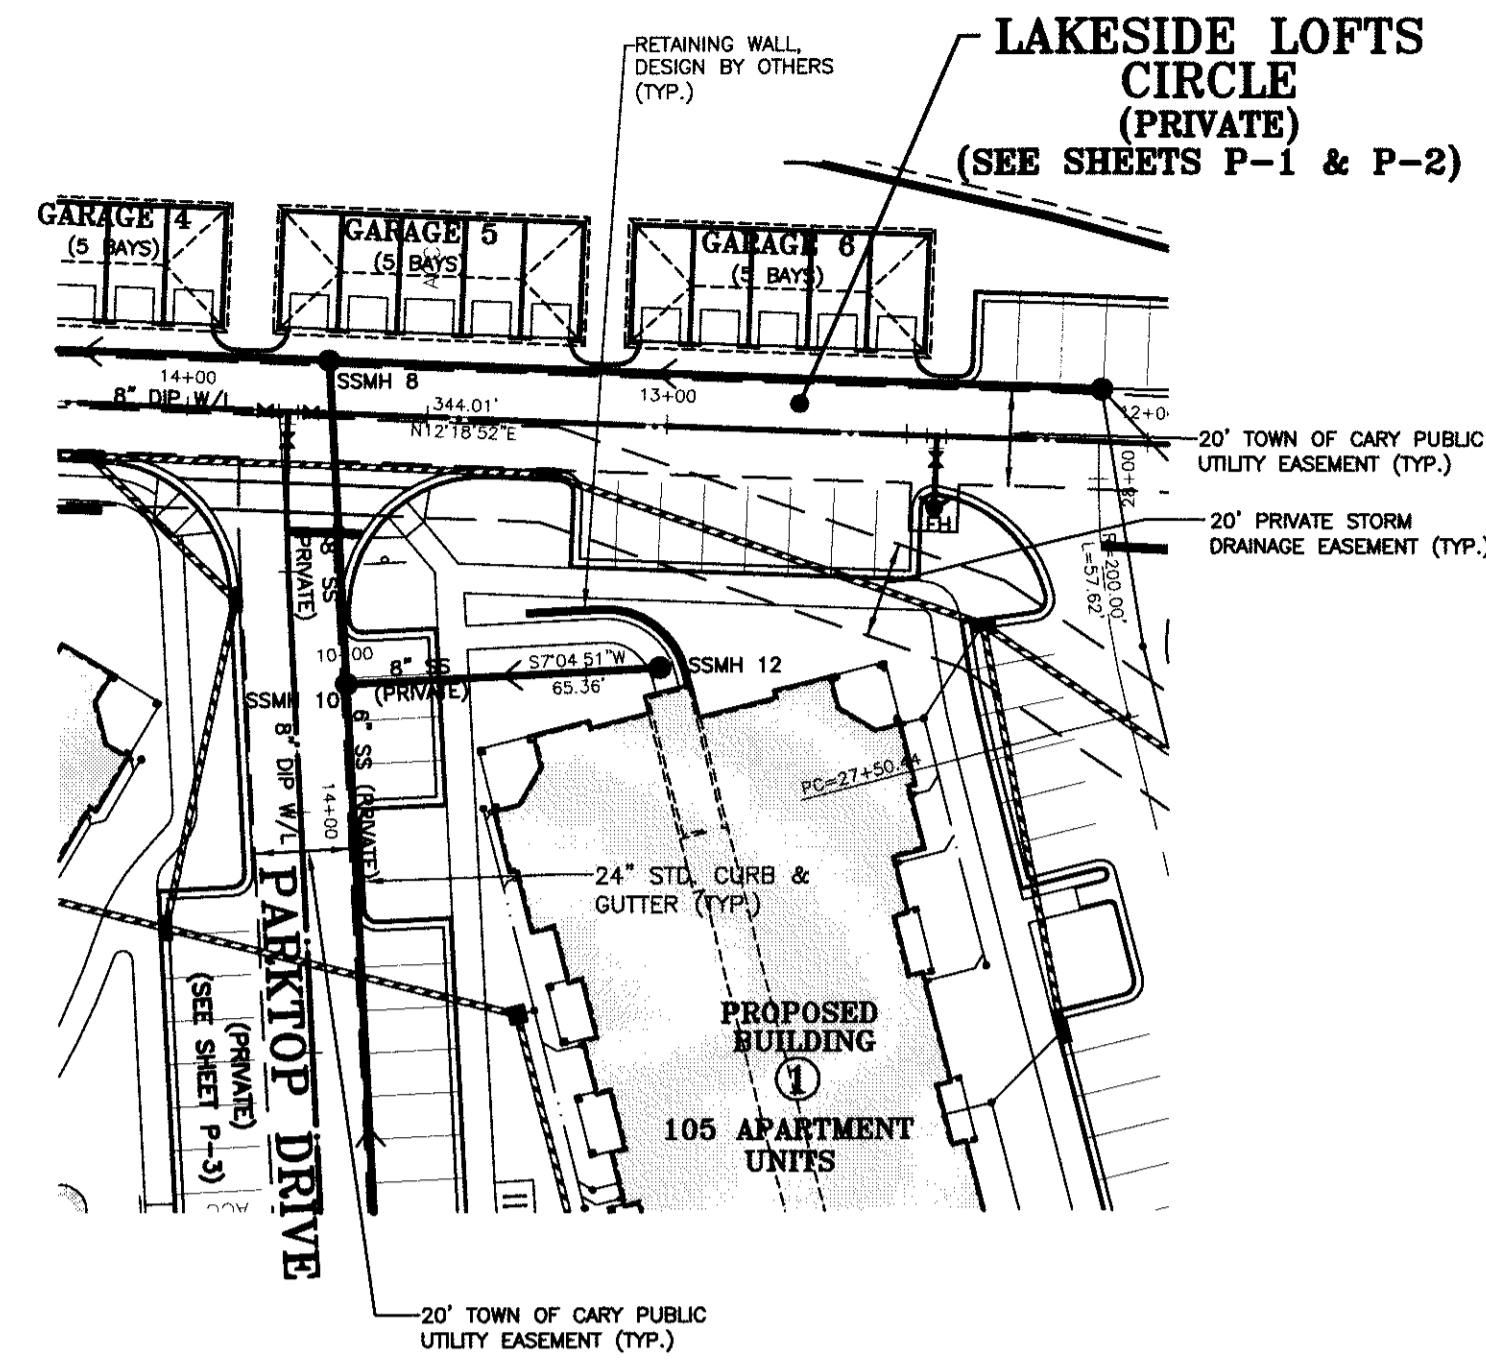 LAKESIDE LOFTS
CIRCLE
(PRIVATE)
(SEE SHEETS P-1 & P-2)
RETAINING WALL,
DESIGN BY OTHERS
(TYP.)
GARAGE 4
(5 BAYS)
GARAGE 5
(5 BAYS)
GARAGE 6
(5 BAYS)
14+00
8" DIP W/L
SSMH 8
344.01'
N12°18'52"E
13+00
12+0
20' TOWN OF CARY PUBLIC
UTILITY EASEMENT (TYP.)
28+00
20' PRIVATE STORM
DRAINAGE EASEMENT (TYP.)
FH
R=200.00'
L=57.62'
8" SS
(PRIVATE)
10+00
8" SS
(PRIVATE)
S7°04'51"W
65.36'
SSMH 12
SSMH 10
6" SS (PRIVATE)
8" DIP W/L
14+00
PC=27+50.44
24" STD. CURB &
GUTTER (TYP.)
PARKTOP DRIVE
(PRIVATE)
(SEE SHEET P-3)
PROPOSED
BUILDING
1
105 APARTMENT
UNITS
20' TOWN OF CARY PUBLIC
UTILITY EASEMENT (TYP.)